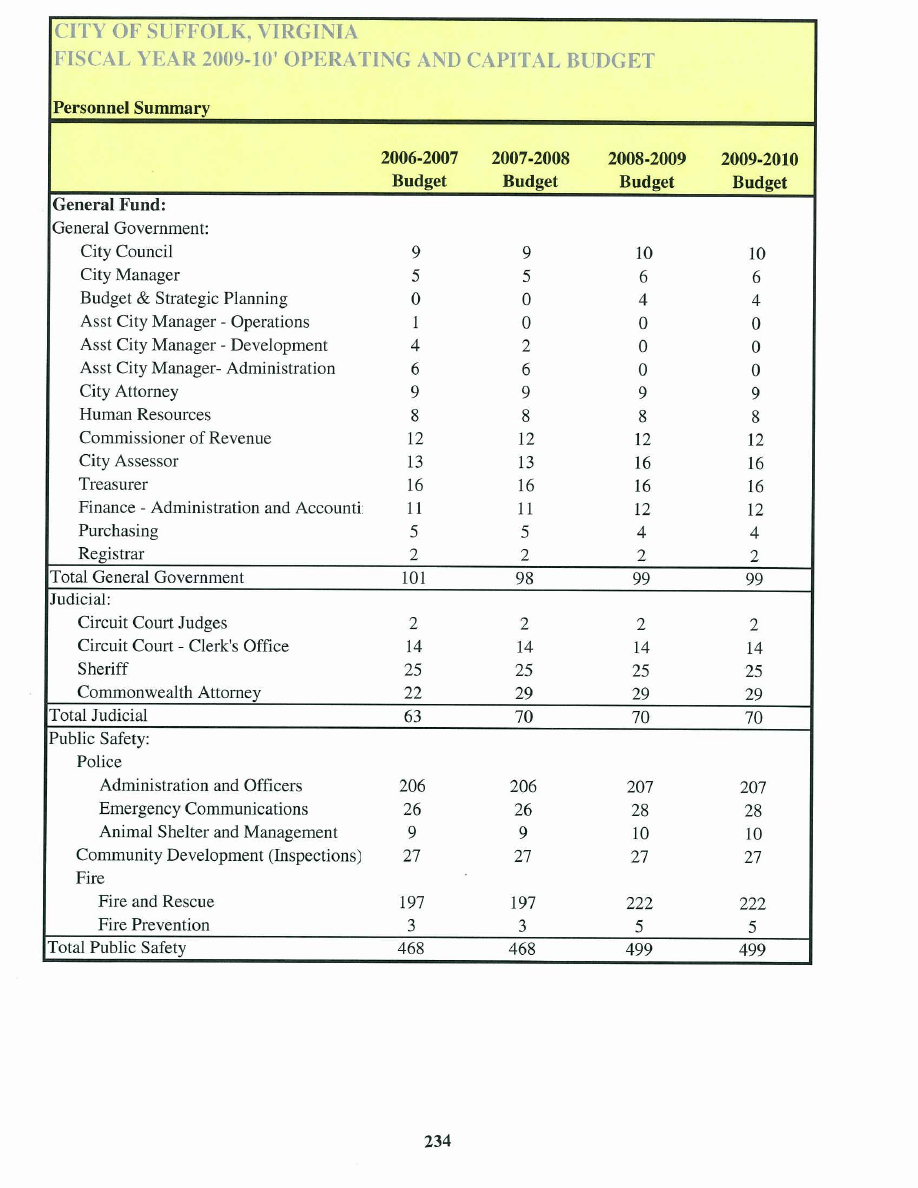 CITY OF SUFFOLK, VIRGINIA
FISCAL YEAR 2009-10' OPERATING AND CAPITAL BUDGET
Personnel Summary
2006-2007 2007-2008 2008-2009 2009-2010
Budget Budget Budget Budget
General Fund:
General Government:
City Council 9 9 10 10
City Manager 5 5 6 6
Budget & Strategic Planning 0 0 4 4
Asst City Manager - Operations 1 0 0 0
Asst City Manager - Development 4 2 0 0
Asst City Manager- Administration 6 6 0 0
City Attorney 9 9 9 9
Human Resources 8 8 8 8
Commissioner of Revenue 12 12 12 12
City Assessor 13 13 16 16
Treasurer 16 16 16 16
Finance - Administration and Accounti 11 11 12 12
Purchasing 5 5 4 4
Registrar 2 2 2 2
Total General Government 101 98 99 99
Judicial:
Circuit Court Judges 2 2 2 2
Circuit Court - Clerk's Office 14 14 14 14
Sheriff 25 25 25 25
Commonwealth Attorney 22 29 29 29
Total Judicial 63 70 70 70
Public Safety:
Police
Administration and Officers 206 206 207 207
Emergency Communications 26 26 28 28
Animal Shelter and Management 9 9 10 10
Community Development (Inspections) 27 27 27 27
Fire
Fire and Rescue 197 197 222 222
Fire Prevention 3 3 5 5
Total Public Safety 468 468 499 499
234